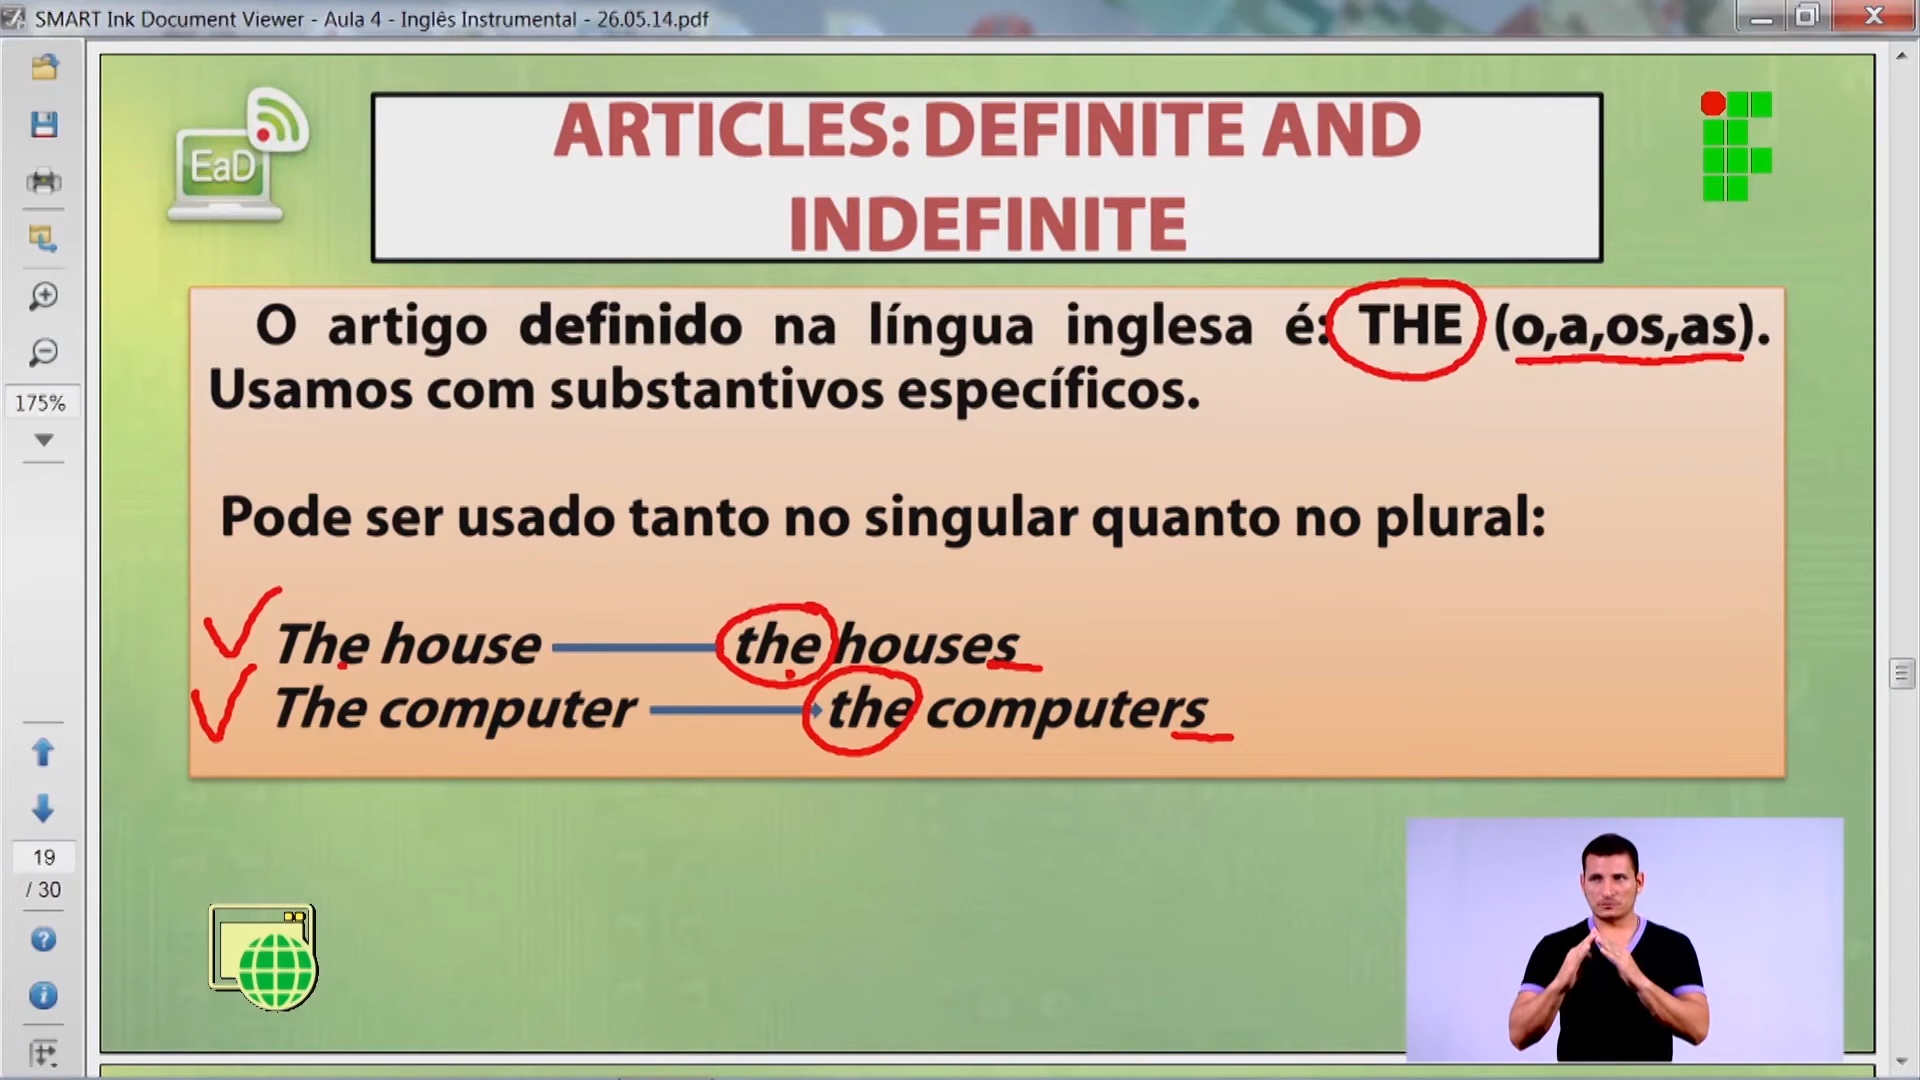 SMART Ink Document Viewer - Aula 4 - Inglês Instrumental - 26.05.14.pdf
EaD
ARTICLES: DEFINITE AND
INDEFINITE
O artigo definido na língua inglesa é: THE (o,a,os,as).
Usamos com substantivos específicos.
Pode ser usado tanto no singular quanto no plural:
The house the houses
The computer the computers
175%
19
/ 30